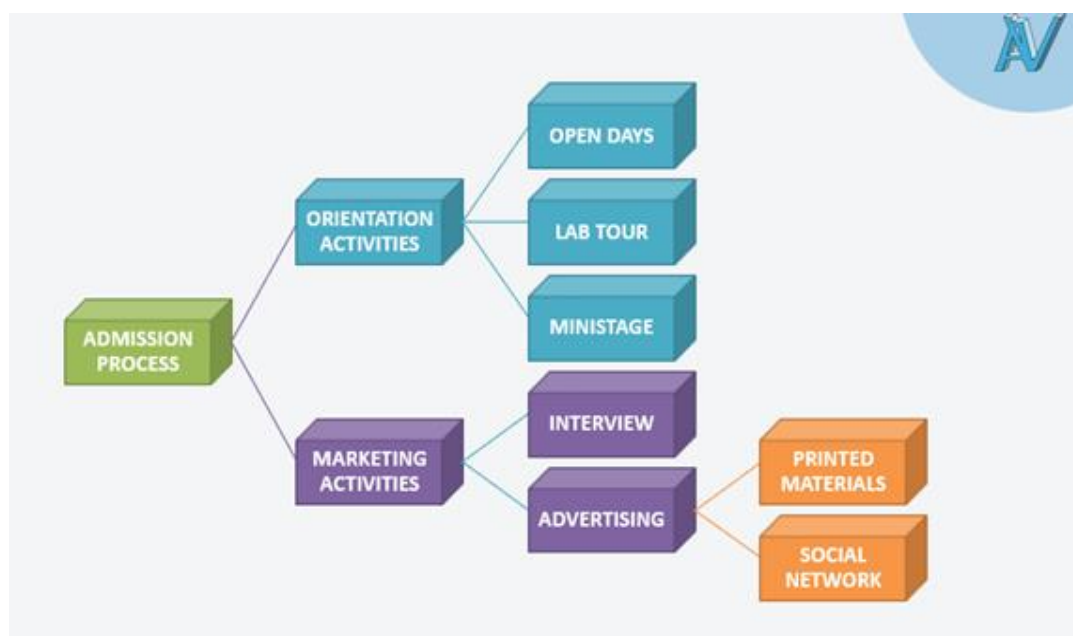 AV
OPEN DAYS
ORIENTATION
ACTIVITIES
LAB TOUR
MINISTAGE
ADMISSION
PROCESS
INTERVIEW
MARKETING
ACTIVITIES
PRINTED
MATERIALS
ADVERTISING
SOCIAL
NETWORK